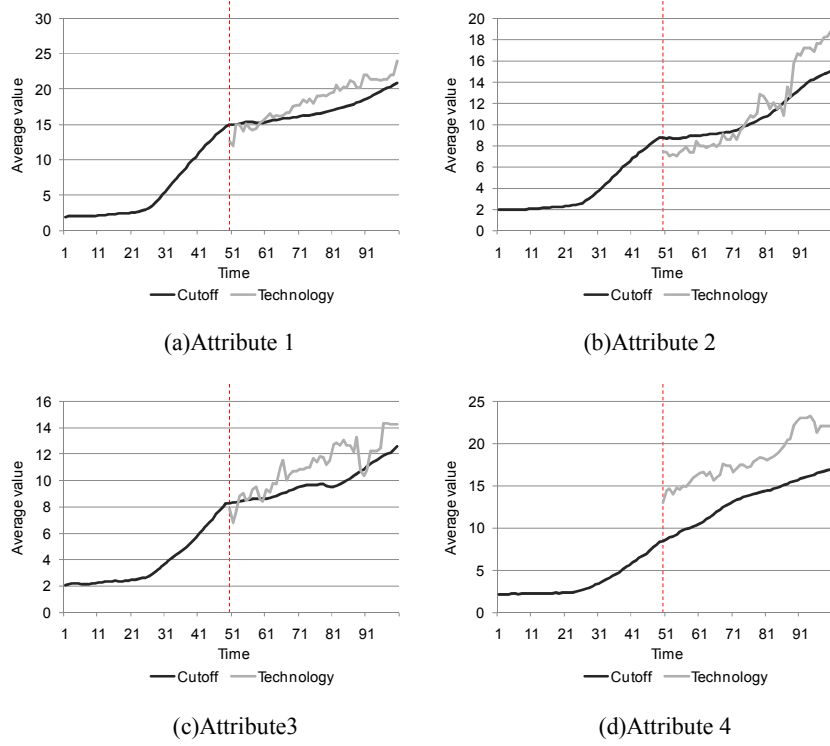 Average value
30
25
20
15
10
5
0
1 11 21 31 41 51 61 71 81 91
Time
Cutoff Technology
(a)Attribute 1
Average value
20
18
16
14
12
10
8
6
4
2
0
1 11 21 31 41 51 61 71 81 91
Time
Cutoff Technology
(b)Attribute 2
Average value
16
14
12
10
8
6
4
2
0
1 11 21 31 41 51 61 71 81 91
Time
Cutoff Technology
(c)Attribute3
Average value
25
20
15
10
5
0
1 11 21 31 41 51 61 71 81 91
Time
Cutoff Technology
(d)Attribute 4